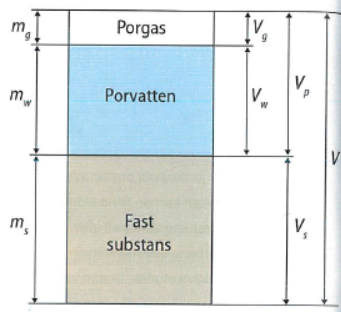 m_g
Porgas
V_g
m_w
Porvatten
V_w
V_p
V
m_s
Fast
substans
V_s